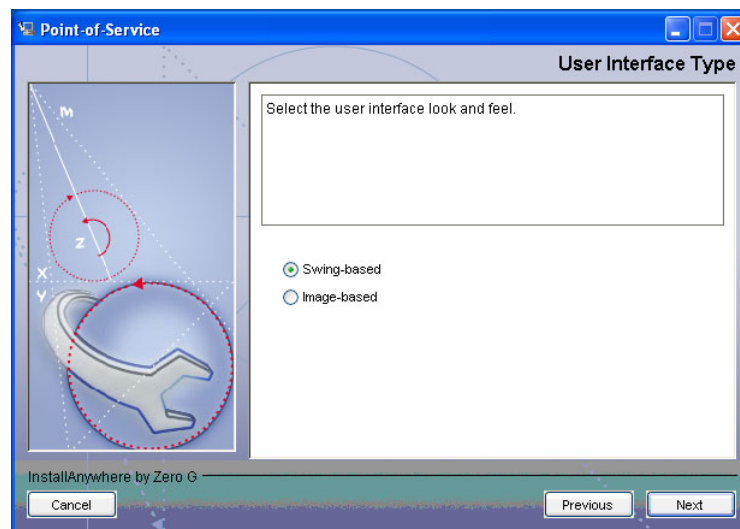 Point-of-Service
User Interface Type
M
Z
X
Y
Select the user interface look and feel.
Swing-based
Image-based
InstallAnywhere by Zero G
Cancel
Previous
Next